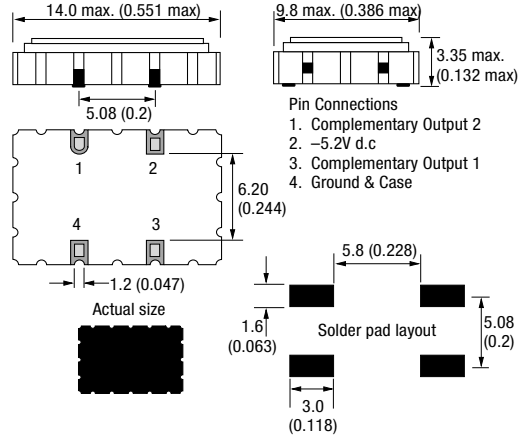 14.0 max. (0.551 max)
9.8 max. (0.386 max)
3.35 max.
(0.132 max)
5.08 (0.2)
Pin Connections
1. Complementary Output 2
2. –5.2V d.c
3. Complementary Output 1
4. Ground & Case
1
2
6.20
(0.244)
4
3
1.2 (0.047)
Actual size
5.8 (0.228)
1.6
(0.063)
Solder pad layout
5.08
(0.2)
3.0
(0.118)